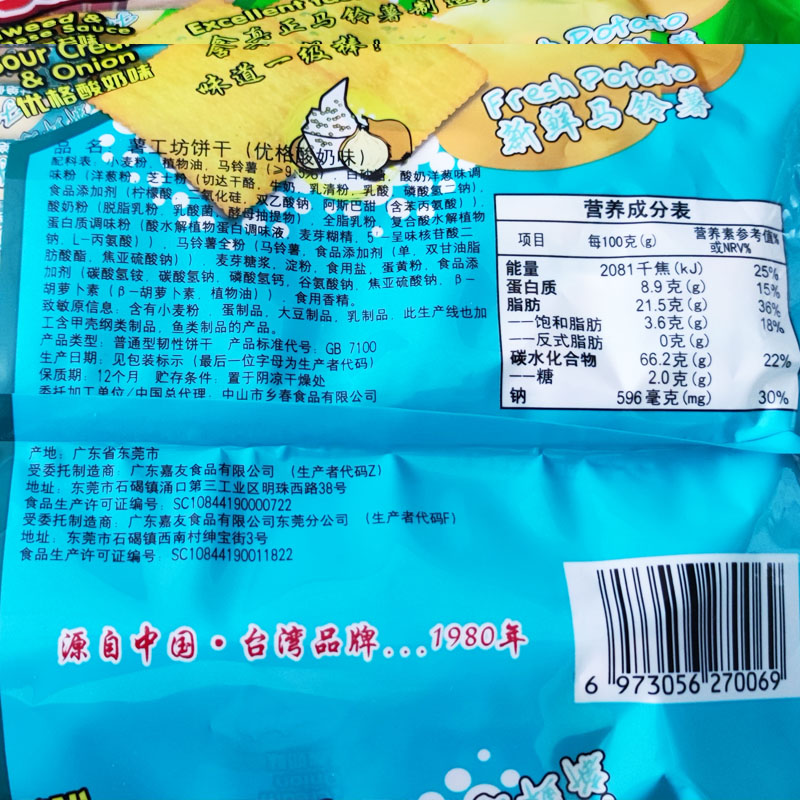 Seaweed &
Cheese Sauce
Sour Cream
& Onion
优格酸奶味
Excellent
含真正马铃薯制造
味道一级棒!
Fresh Potato
新鲜马铃薯
品 名：薯工坊饼干（优格酸奶味）
配料表：小麦粉，植物油，马铃薯（≥9.5%），白砂糖，酸奶洋葱味调
味粉（洋葱粉，芝士粉（切达干酪，牛奶，乳清粉，乳酸，磷酸氢二钠），
食品添加剂（柠檬酸，二氧化硅，双乙酸钠，阿斯巴甜（含苯丙氨酸）），
酸奶粉（脱脂乳粉，乳酸菌，酵母抽提物），全脂乳粉，复合酸水解植物
蛋白质调味粉（酸水解植物蛋白调味液，麦芽糊精，5′—呈味核苷酸二
钠，L—丙氨酸）），马铃薯全粉（马铃薯，食品添加剂（单，双甘油脂
肪酸酯，焦亚硫酸钠）），麦芽糖浆，淀粉，食用盐，蛋黄粉，食品添
加剂（碳酸氢铵，碳酸氢钠，磷酸氢钙，谷氨酸钠，焦亚硫酸钠，β—
胡萝卜素（β—胡萝卜素，植物油）），食用香精。
致敏原信息：含有小麦粉，蛋制品，大豆制品，乳制品，此生产线也加
工含甲壳纲类制品，鱼类制品的产品。
产品类型：普通型韧性饼干 产品标准代号：GB 7100
生产日期：见包装标示（最后一位字母为生产者代码）
保质期：12个月 贮存条件：置于阴凉干燥处
委托加工单位/中国总代理：中山市乡春食品有限公司
营养成分表
项目 每100克(g) 营养素参考值%或NRV%
能量 2081千焦(kJ) 25%
蛋白质 8.9克(g) 15%
脂肪 21.5克(g) 36%
——饱和脂肪 3.6克(g) 18%
——反式脂肪 0克(g)
碳水化合物 66.2克(g) 22%
——糖 2.0克(g)
钠 596毫克(mg) 30%
产地：广东省东莞市
受委托制造商：广东嘉友食品有限公司 （生产者代码Z）
地址：东莞市石碣镇涌口第三工业区明珠西路38号
食品生产许可证编号：SC10844190000722
受委托制造商：广东嘉友食品有限公司东莞分公司 （生产者代码F）
地址：东莞市石碣镇西南村绅宝街3号
食品生产许可证编号：SC10844190011822
源自中国·台湾品牌...1980年
6 973056 270069